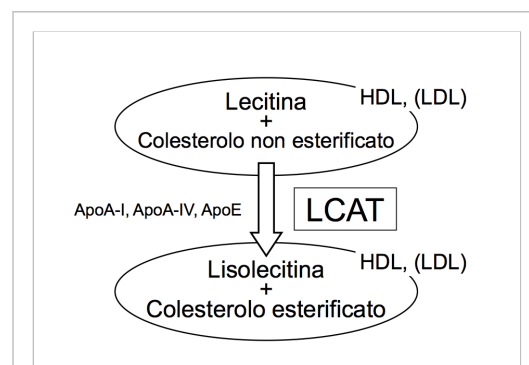 HDL, (LDL)
Lecitina
+
Colesterolo non esterificato
ApoA-I, ApoA-IV, ApoE
LCAT
HDL, (LDL)
Lisolecitina
+
Colesterolo esterificato